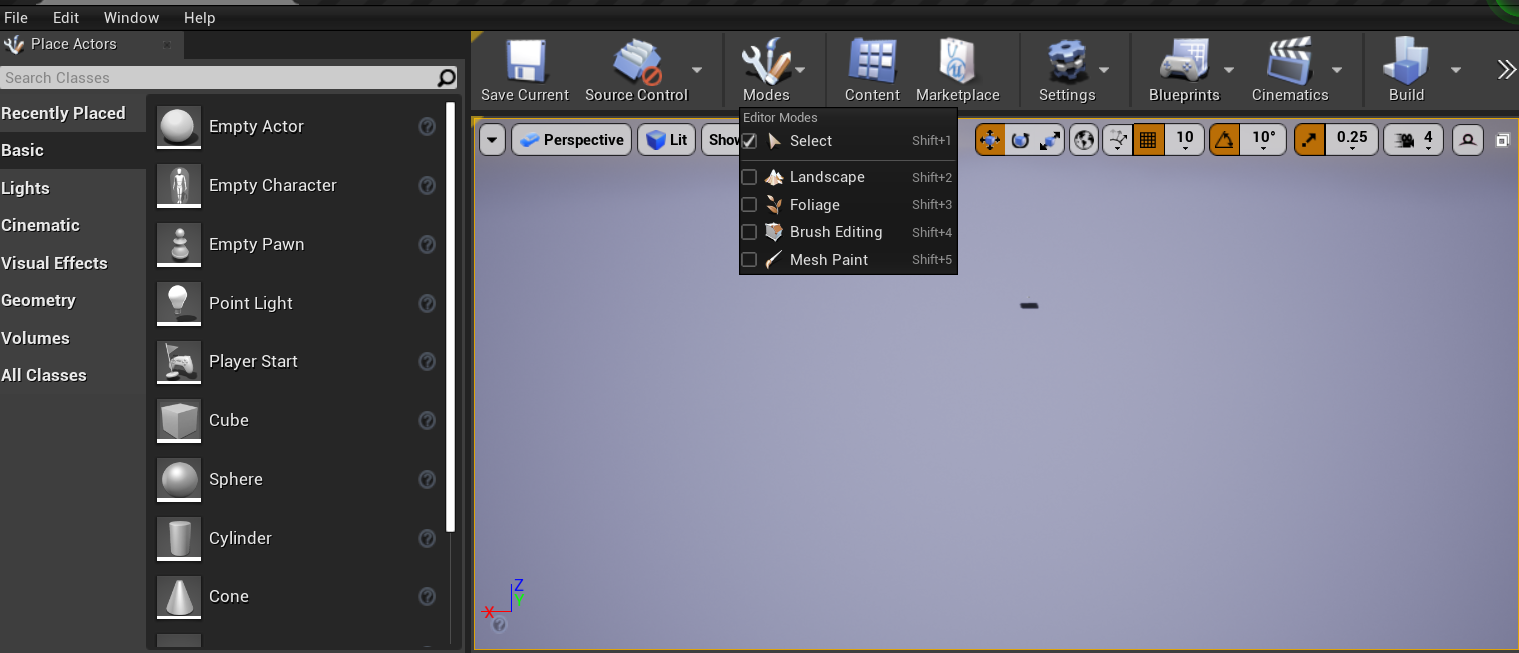 File Edit Window Help
Place Actors
Search Classes
Recently Placed
Basic
Lights
Cinematic
Visual Effects
Geometry
Volumes
All Classes
Empty Actor
Empty Character
Empty Pawn
Point Light
Player Start
Cube
Sphere
Cylinder
Cone
Save Current Source Control Modes Content Marketplace Settings Blueprints Cinematics Build
Perspective Lit Show 10 10° 0.25 4
Editor Modes
Select Shift+1
Landscape Shift+2
Foliage Shift+3
Brush Editing Shift+4
Mesh Paint Shift+5
Z
Y
X